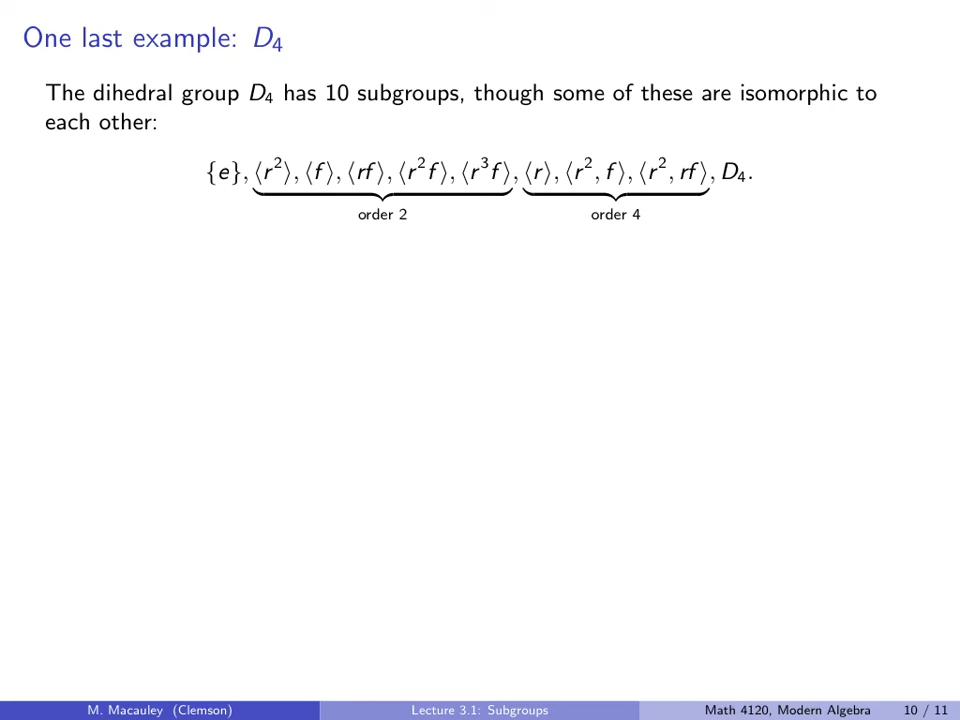 One last example: D₄
The dihedral group D₄ has 10 subgroups, though some of these are isomorphic to
each other:
{e}, ⟨r²⟩, ⟨f⟩, ⟨rf⟩, ⟨r²f⟩, ⟨r³f⟩, ⟨r⟩, ⟨r², f⟩, ⟨r², rf⟩, D₄.
order 2 order 4
M. Macauley (Clemson) Lecture 3.1: Subgroups Math 4120, Modern Algebra 10 / 11